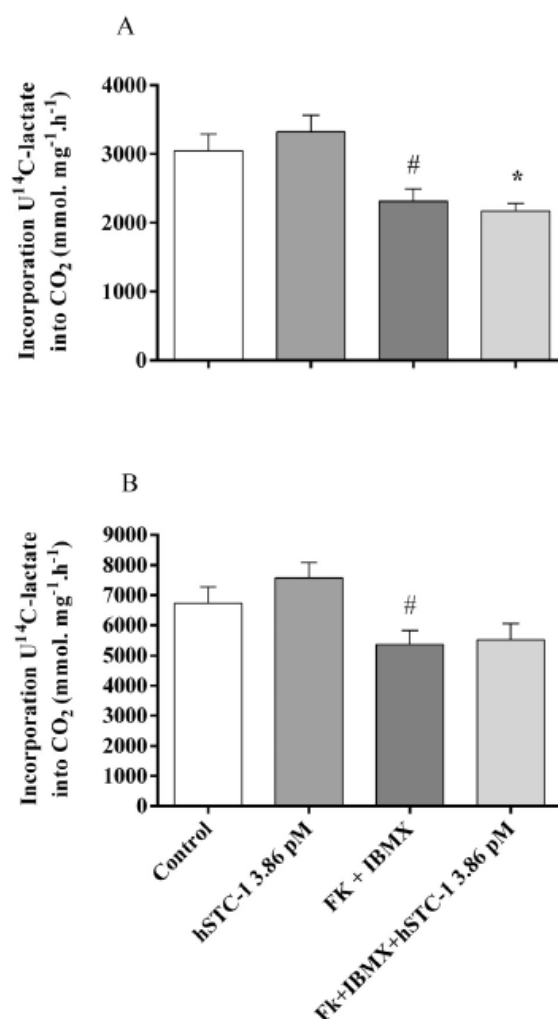 A
Incorporation U¹⁴C-lactate
into CO₂ (mmol. mg⁻¹.h⁻¹)
4000
3000
2000
1000
0
#
*
B
Incorporation U¹⁴C-lactate
into CO₂ (mmol. mg⁻¹.h⁻¹)
9000
8000
7000
6000
5000
4000
3000
2000
1000
0
#
Control
hSTC-1 3.86 pM
FK + IBMX
Fk+IBMX+hSTC-1 3.86 pM